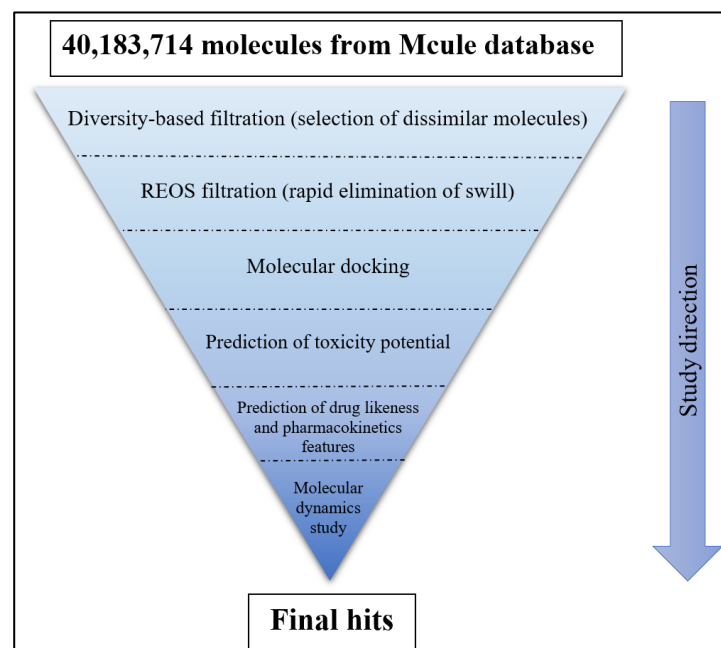 40,183,714 molecules from Mcule database
Diversity-based filtration (selection of dissimilar molecules)
REOS filtration (rapid elimination of swill)
Molecular docking
Prediction of toxicity potential
Prediction of drug likeness
and pharmacokinetics
features
Molecular
dynamics
study
Final hits
Study direction